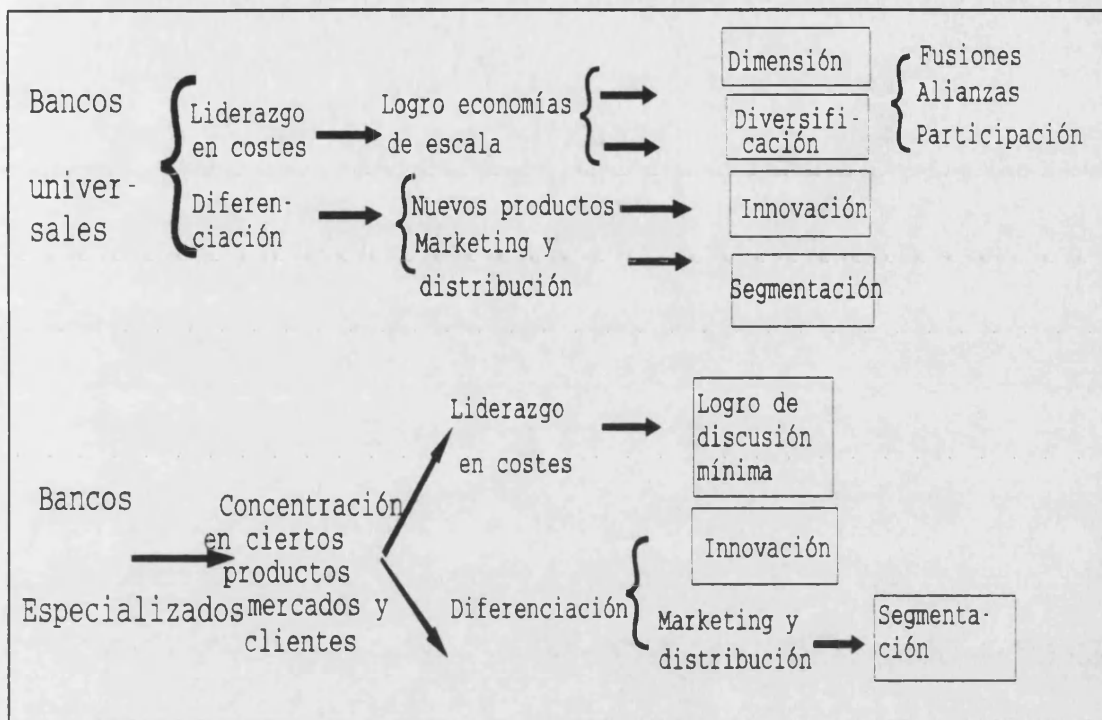 Bancos
univer-
sales
Liderazgo
en costes
Diferen-
ciación
Logro economías
de escala
Nuevos productos
Marketing y
distribución
Dimensión
Diversifi-
cación
Innovación
Segmentación
Fusiones
Alianzas
Participación
Bancos
Especializados
Concentración
en ciertos
productos
mercados y
clientes
Liderazgo
en costes
Logro de
discusión
mínima
Diferenciación
Innovación
Marketing y
distribución
Segmenta-
ción